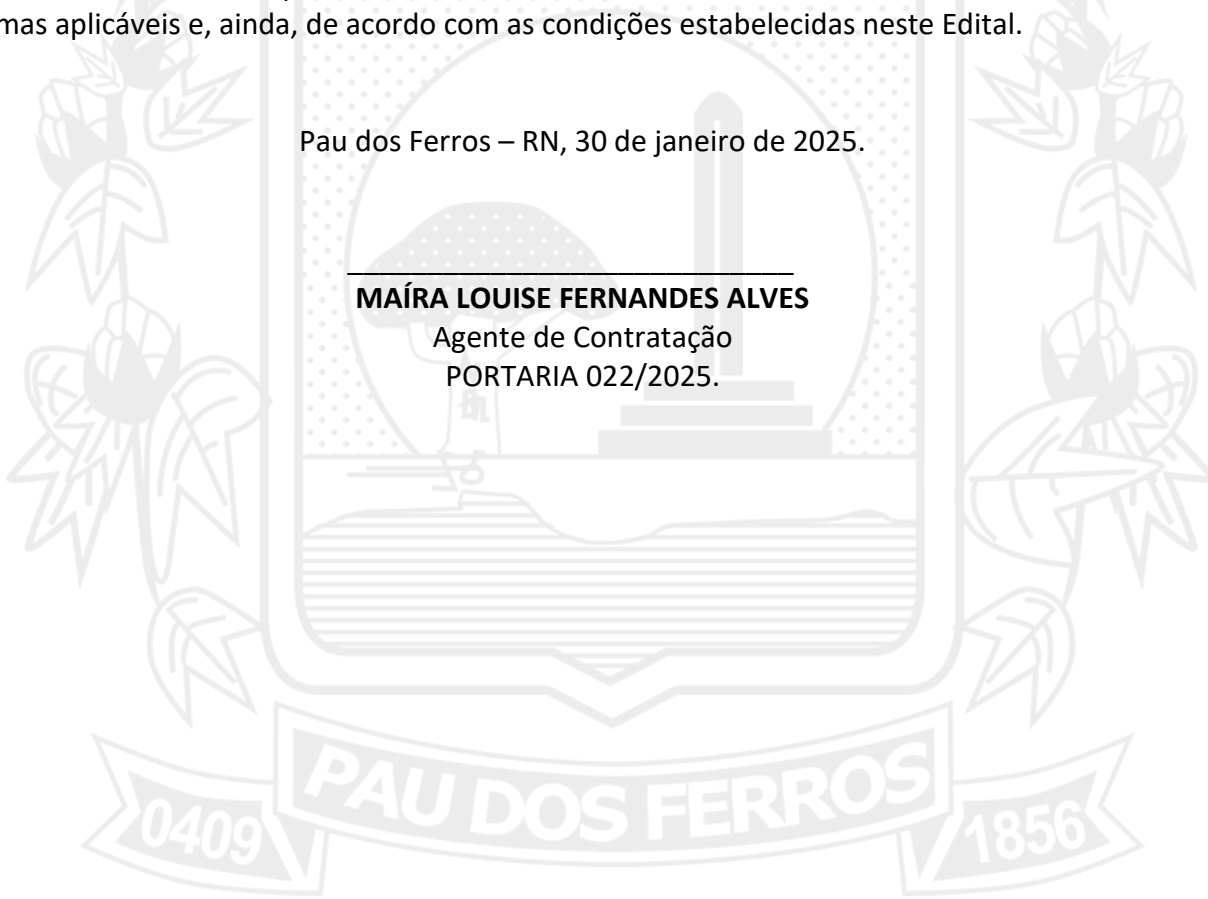 mas aplicáveis e, ainda, de acordo com as condições estabelecidas neste Edital.
Pau dos Ferros – RN, 30 de janeiro de 2025.
MAÍRA LOUISE FERNANDES ALVES
Agente de Contratação
PORTARIA 022/2025.
PAU DOS FERROS
0409
1856